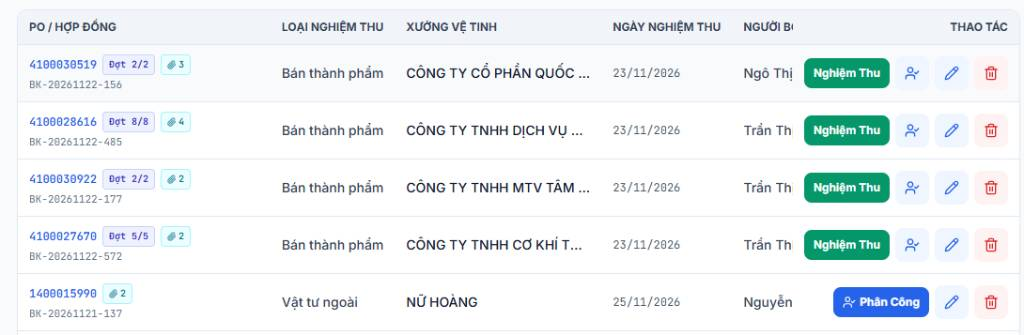 PO / HỢP ĐỒNG LOẠI NGHIỆM THU XƯỞNG VỆ TINH NGÀY NGHIỆM THU NGƯỜI THAO TÁC
4100030519 Đợt 2/2 3
BK-20261122-156
Bán thành phẩm CÔNG TY CỔ PHẦN QUỐC ... 23/11/2026 Ngô Thị Nghiệm Thu
4100028616 Đợt 8/8 4
BK-20261122-485
Bán thành phẩm CÔNG TY TNHH DỊCH VỤ ... 23/11/2026 Trần Nghiệm Thu
4100030922 Đợt 2/2 2
BK-20261122-177
Bán thành phẩm CÔNG TY TNHH MTV TÂM ... 23/11/2026 Trần Nghiệm Thu
4100027670 Đợt 5/5 2
BK-20261122-572
Bán thành phẩm CÔNG TY TNHH CƠ KHÍ T... 23/11/2026 Trần Nghiệm Thu
1400015990 2
BK-20261121-137
Vật tư ngoài NỮ HOÀNG 25/11/2026 Nguyễn Phân Công